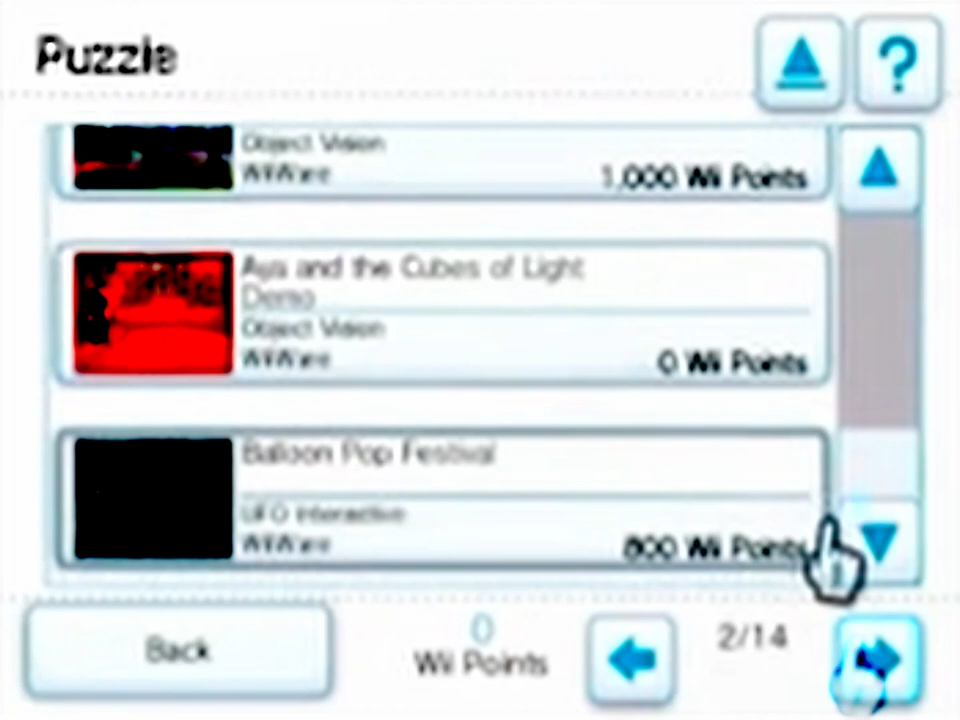 Puzzle
?
Object Vision
WiiWare
1,000 Wii Points
Aya and the Cubes of Light
Demo
Object Vision
WiiWare
0 Wii Points
Balloon Pop Festival
UFO Interactive
WiiWare
800 Wii Points
Back
0
Wii Points
2/14